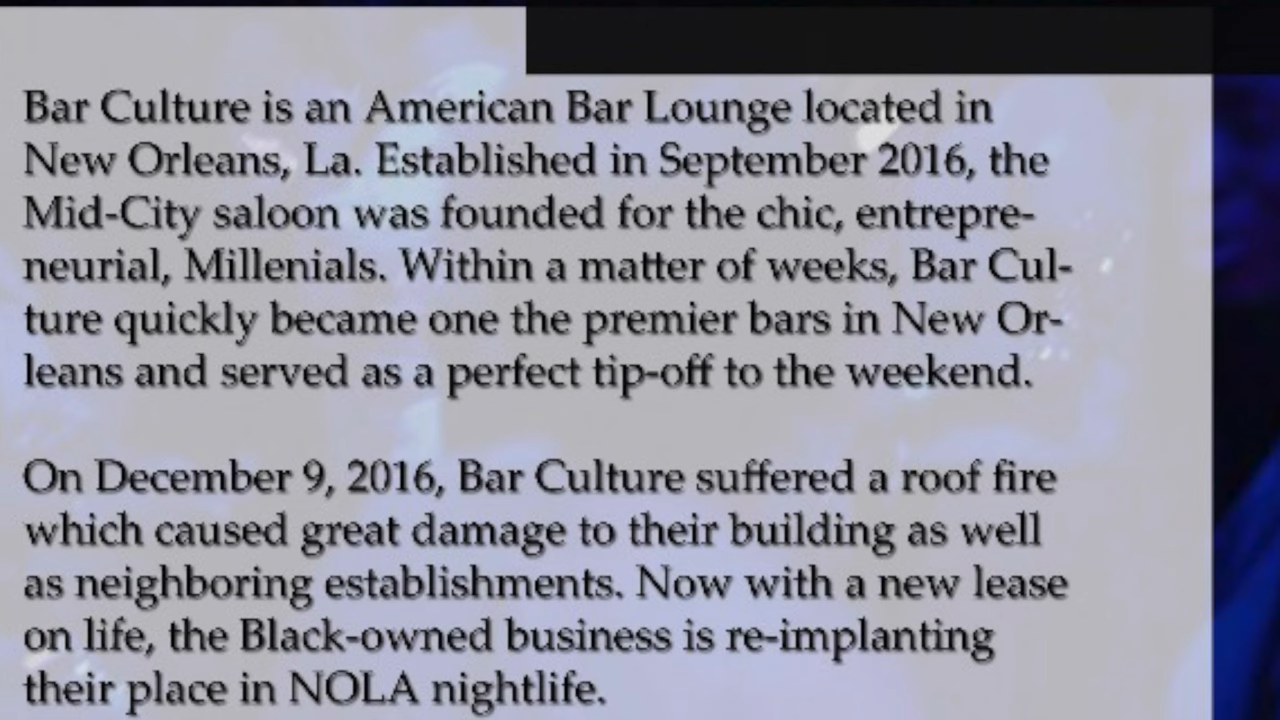 Bar Culture is an American Bar Lounge located in
New Orleans, La. Established in September 2016, the
Mid-City saloon was founded for the chic, entrepre-
neurial, Millenials. Within a matter of weeks, Bar Cul-
ture quickly became one the premier bars in New Or-
leans and served as a perfect tip-off to the weekend.

On December 9, 2016, Bar Culture suffered a roof fire
which caused great damage to their building as well
as neighboring establishments. Now with a new lease
on life, the Black-owned business is re-implanting
their place in NOLA nightlife.